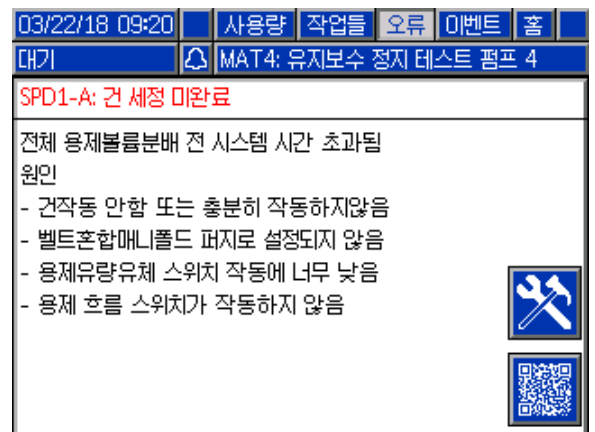 03/22/18 09:20 사용량 작업들 오류 이벤트 홈
대기 MAT4: 유지보수 정지 테스트 펌프 4
SPD1-A: 건 세정 미완료
전체 용제볼륨분배 전 시스템 시간 초과됨
원인
- 건작동 안함 또는 충분히 작동하지않음
- 벨트혼합매니폴드 퍼지로 설정되지 않음
- 용제유량유체 스위치 작동에 너무 낮음
- 용제 흐름 스위치가 작동하지 않음